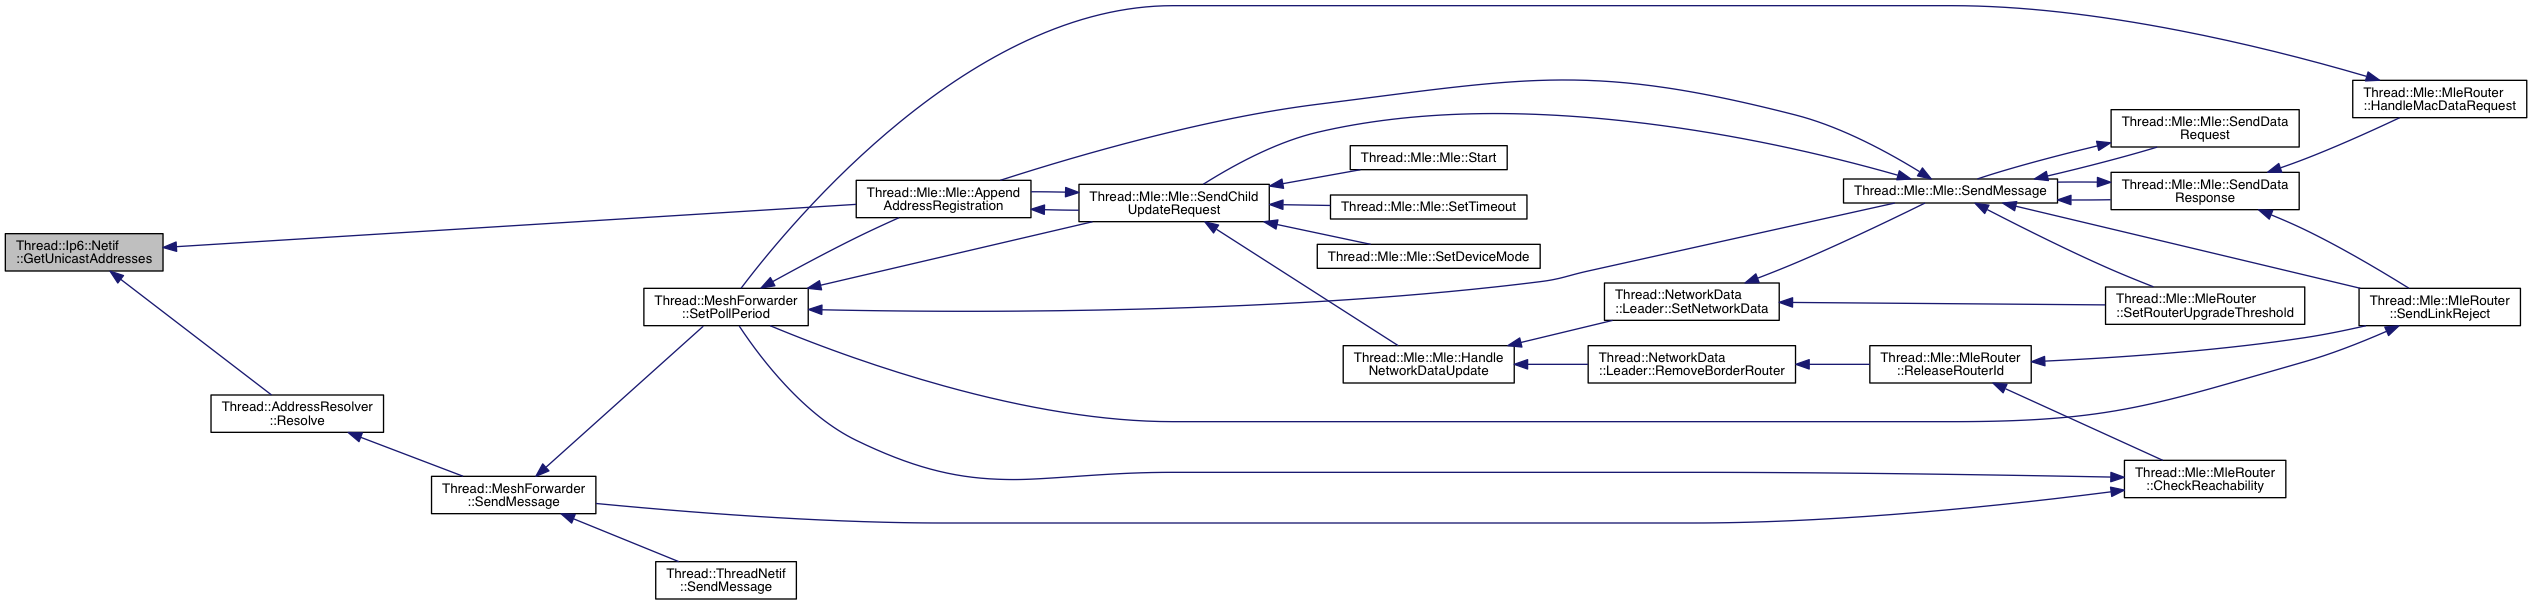 Thread::Ip6::Netif
::GetUnicastAddresses
Thread::AddressResolver
::Resolve
Thread::MeshForwarder
::SendMessage
Thread::MeshForwarder
::SetPollPeriod
Thread::ThreadNetif
::SendMessage
Thread::Mle::Mle::Append
AddressRegistration
Thread::Mle::Mle::SendChild
UpdateRequest
Thread::Mle::Mle::Start
Thread::Mle::Mle::SetTimeout
Thread::Mle::Mle::SetDeviceMode
Thread::Mle::Mle::Handle
NetworkDataUpdate
Thread::NetworkData
::Leader::SetNetworkData
Thread::NetworkData
::Leader::RemoveBorderRouter
Thread::Mle::Mle::SendMessage
Thread::Mle::MleRouter
::ReleaseRouterId
Thread::Mle::Mle::SendData
Request
Thread::Mle::Mle::SendData
Response
Thread::Mle::MleRouter
::SetRouterUpgradeThreshold
Thread::Mle::MleRouter
::CheckReachability
Thread::Mle::MleRouter
::HandleMacDataRequest
Thread::Mle::MleRouter
::SendLinkReject